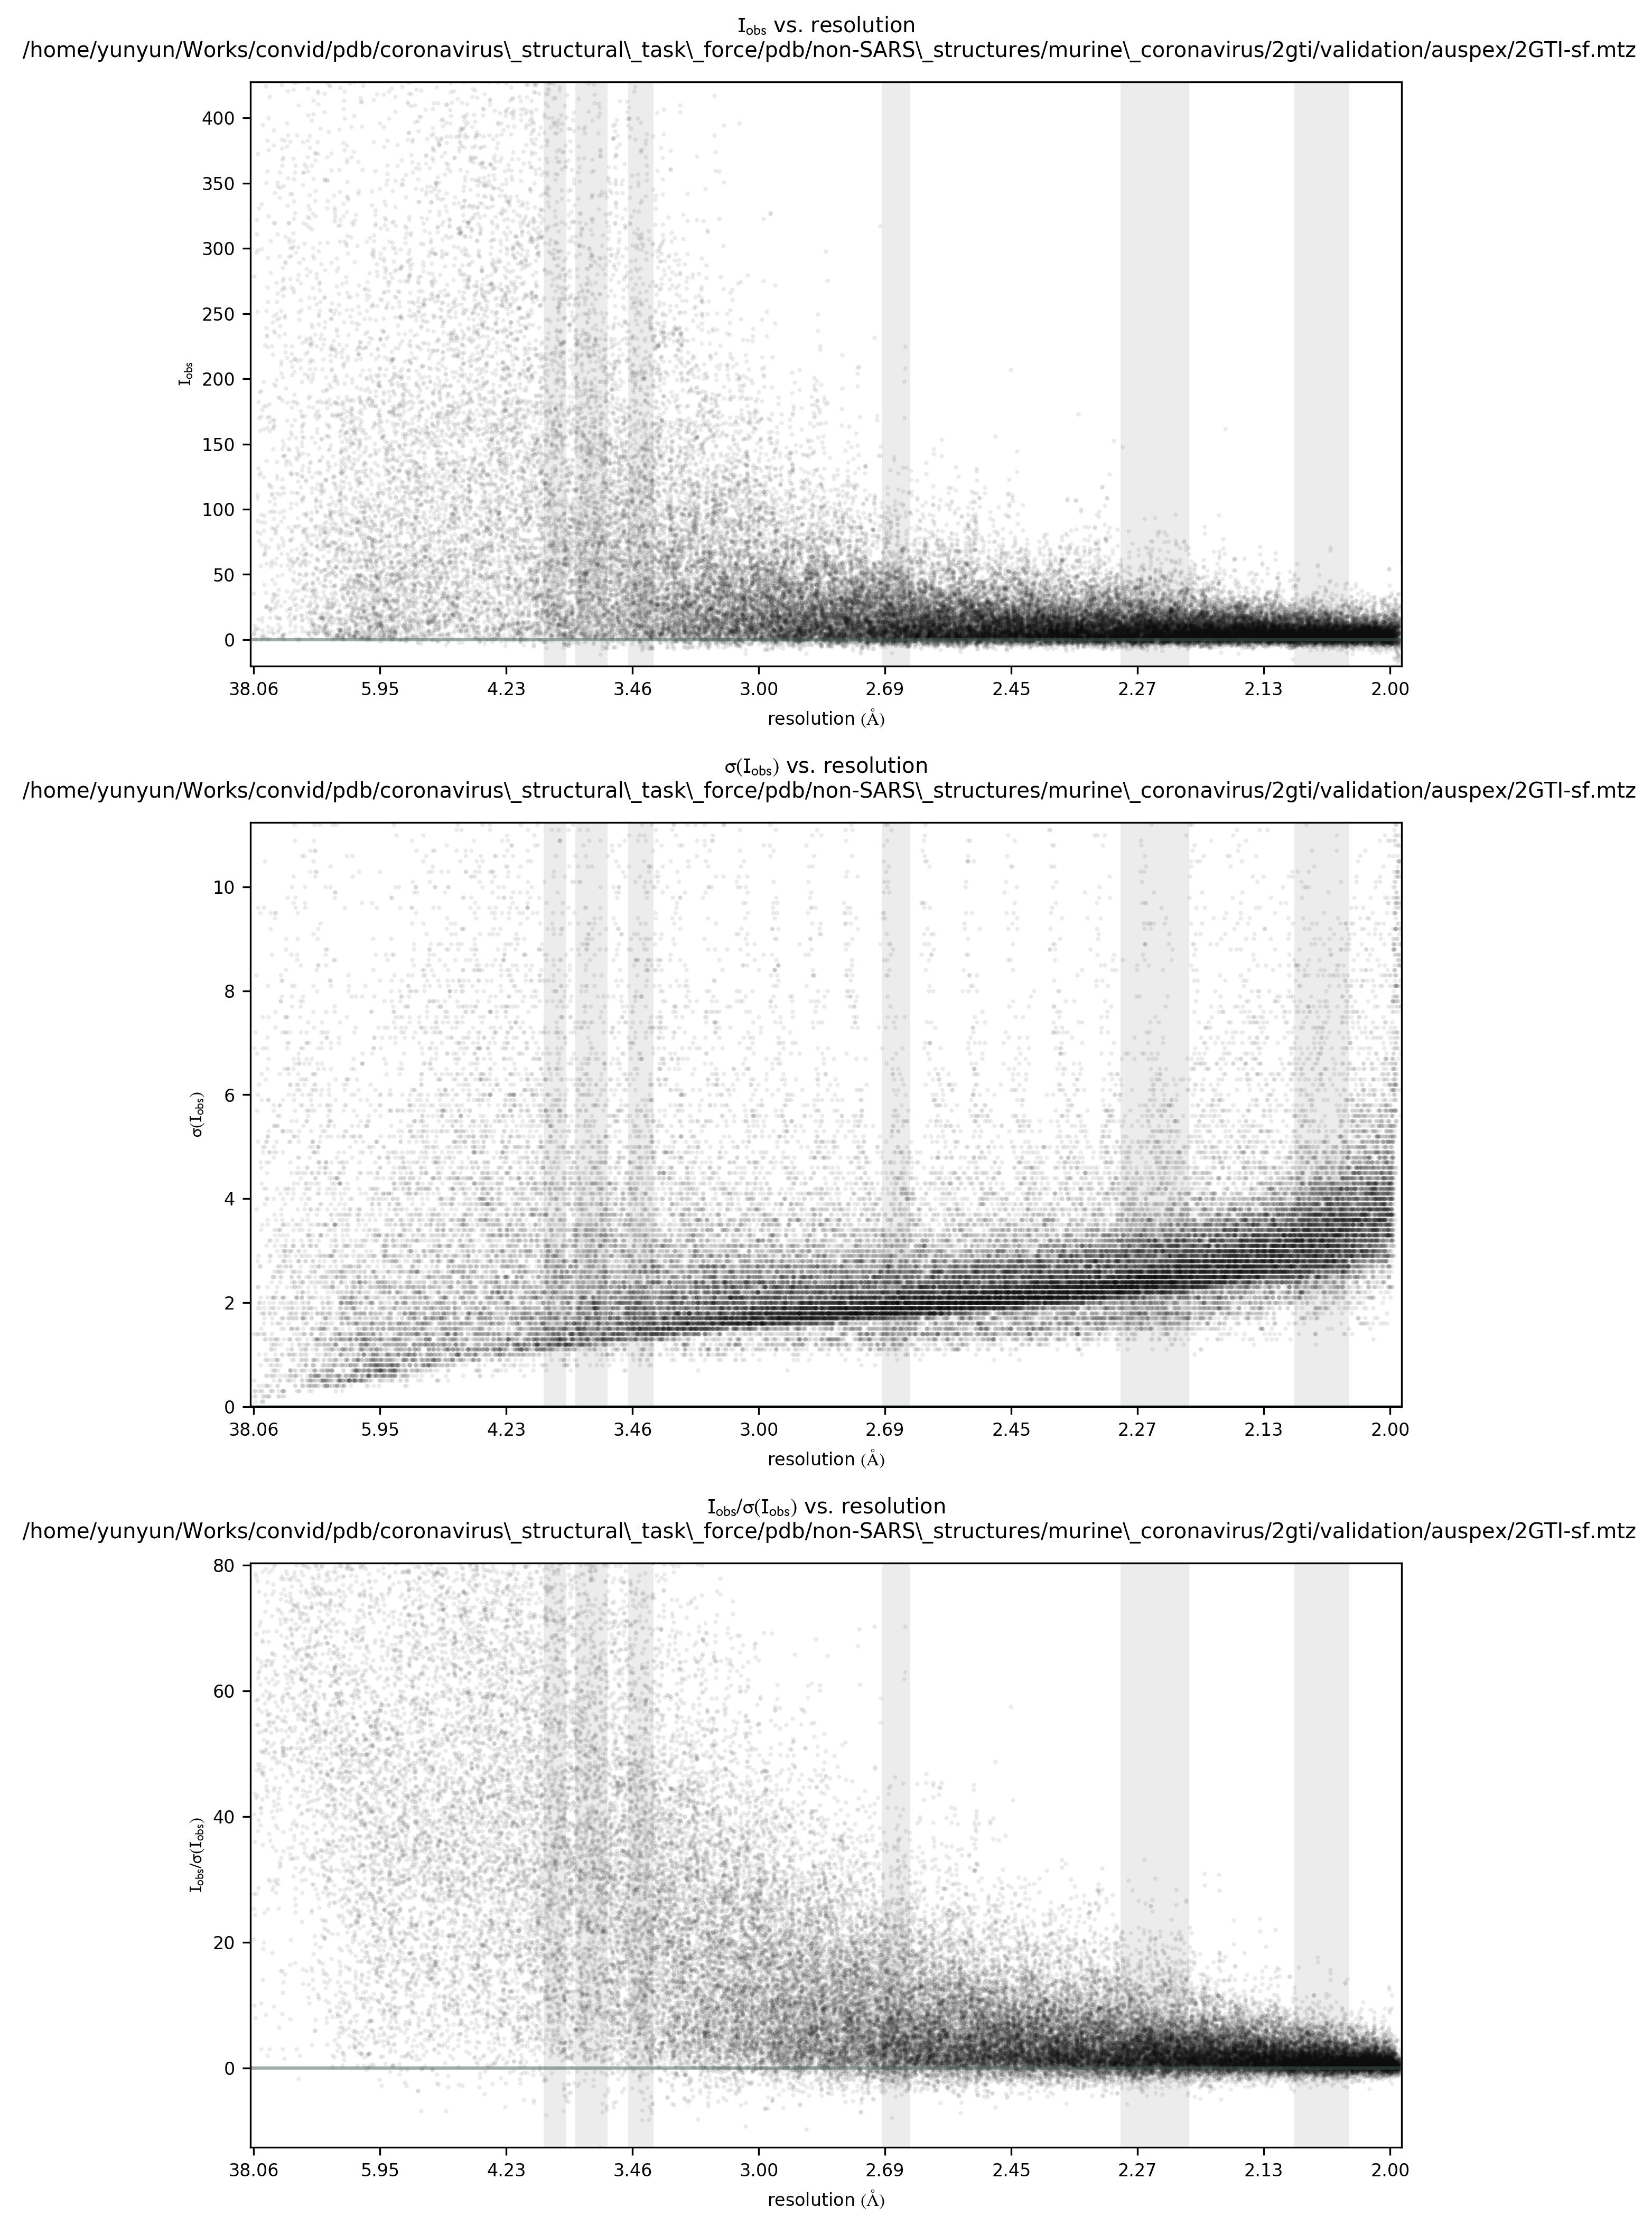 I_obs vs. resolution
/home/yunyun/Works/convid/pdb/coronavirus\_structural\_task\_force/pdb/non-SARS\_structures/murine\_coronavirus/2gti/validation/auspex/2GTI-sf.mtz
400
350
300
250
200
150
100
50
0
I_obs
38.06 5.95 4.23 3.46 3.00 2.69 2.45 2.27 2.13 2.00
resolution (Å)
σ(I_obs) vs. resolution
/home/yunyun/Works/convid/pdb/coronavirus\_structural\_task\_force/pdb/non-SARS\_structures/murine\_coronavirus/2gti/validation/auspex/2GTI-sf.mtz
10
8
6
4
2
0
σ(I_obs)
38.06 5.95 4.23 3.46 3.00 2.69 2.45 2.27 2.13 2.00
resolution (Å)
I_obs/σ(I_obs) vs. resolution
/home/yunyun/Works/convid/pdb/coronavirus\_structural\_task\_force/pdb/non-SARS\_structures/murine\_coronavirus/2gti/validation/auspex/2GTI-sf.mtz
80
60
40
20
0
I_obs/σ(I_obs)
38.06 5.95 4.23 3.46 3.00 2.69 2.45 2.27 2.13 2.00
resolution (Å)